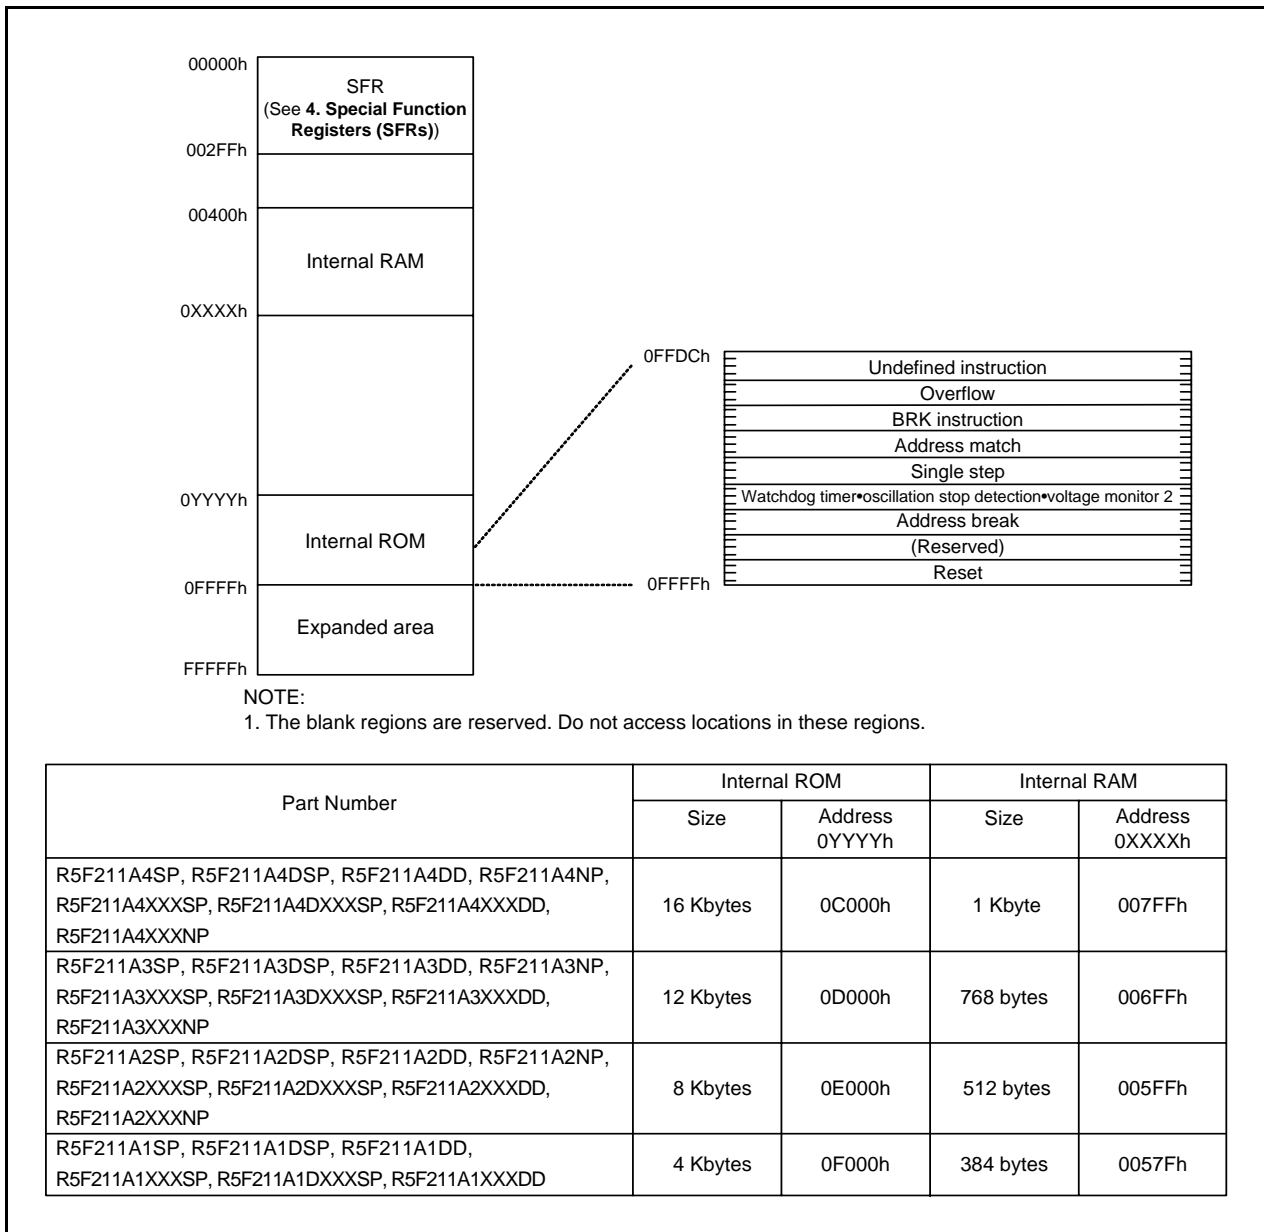 00000h
SFR
(See 4. Special Function
Registers (SFRs))
002FFh
00400h
Internal RAM
0XXXXh
0YYYYh
Internal ROM
0FFFFh
Expanded area
FFFFFh
0FFDCh
Undefined instruction
Overflow
BRK instruction
Address match
Single step
Watchdog timer•oscillation stop detection•voltage monitor 2
Address break
(Reserved)
Reset
0FFFFh
NOTE:
1. The blank regions are reserved. Do not access locations in these regions.
Part Number
Internal ROM
Internal RAM
Size
Address
0YYYYh
Size
Address
0XXXXh
R5F211A4SP, R5F211A4DSP, R5F211A4DD, R5F211A4NP,
R5F211A4XXXSP, R5F211A4DXXXSP, R5F211A4XXXDD,
R5F211A4XXXNP
16 Kbytes
0C000h
1 Kbyte
007FFh
R5F211A3SP, R5F211A3DSP, R5F211A3DD, R5F211A3NP,
R5F211A3XXXSP, R5F211A3DXXXSP, R5F211A3XXXDD,
R5F211A3XXXNP
12 Kbytes
0D000h
768 bytes
006FFh
R5F211A2SP, R5F211A2DSP, R5F211A2DD, R5F211A2NP,
R5F211A2XXXSP, R5F211A2DXXXSP, R5F211A2XXXDD,
R5F211A2XXXNP
8 Kbytes
0E000h
512 bytes
005FFh
R5F211A1SP, R5F211A1DSP, R5F211A1DD,
R5F211A1XXXSP, R5F211A1DXXXSP, R5F211A1XXXDD
4 Kbytes
0F000h
384 bytes
0057Fh